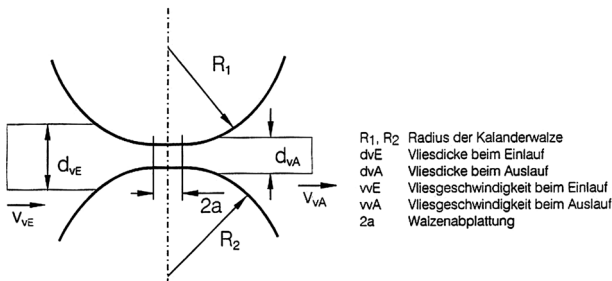 R₁
dᵥE
dᵥA
VᵥE
2a
VᵥA
R₂
R₁, R₂ Radius der Kalanderwalze
dvE Vliesdicke beim Einlauf
dvA Vliesdicke beim Auslauf
vvE Vliesgeschwindigkeit beim Einlauf
vvA Vliesgeschwindigkeit beim Auslauf
2a Walzenabplattung